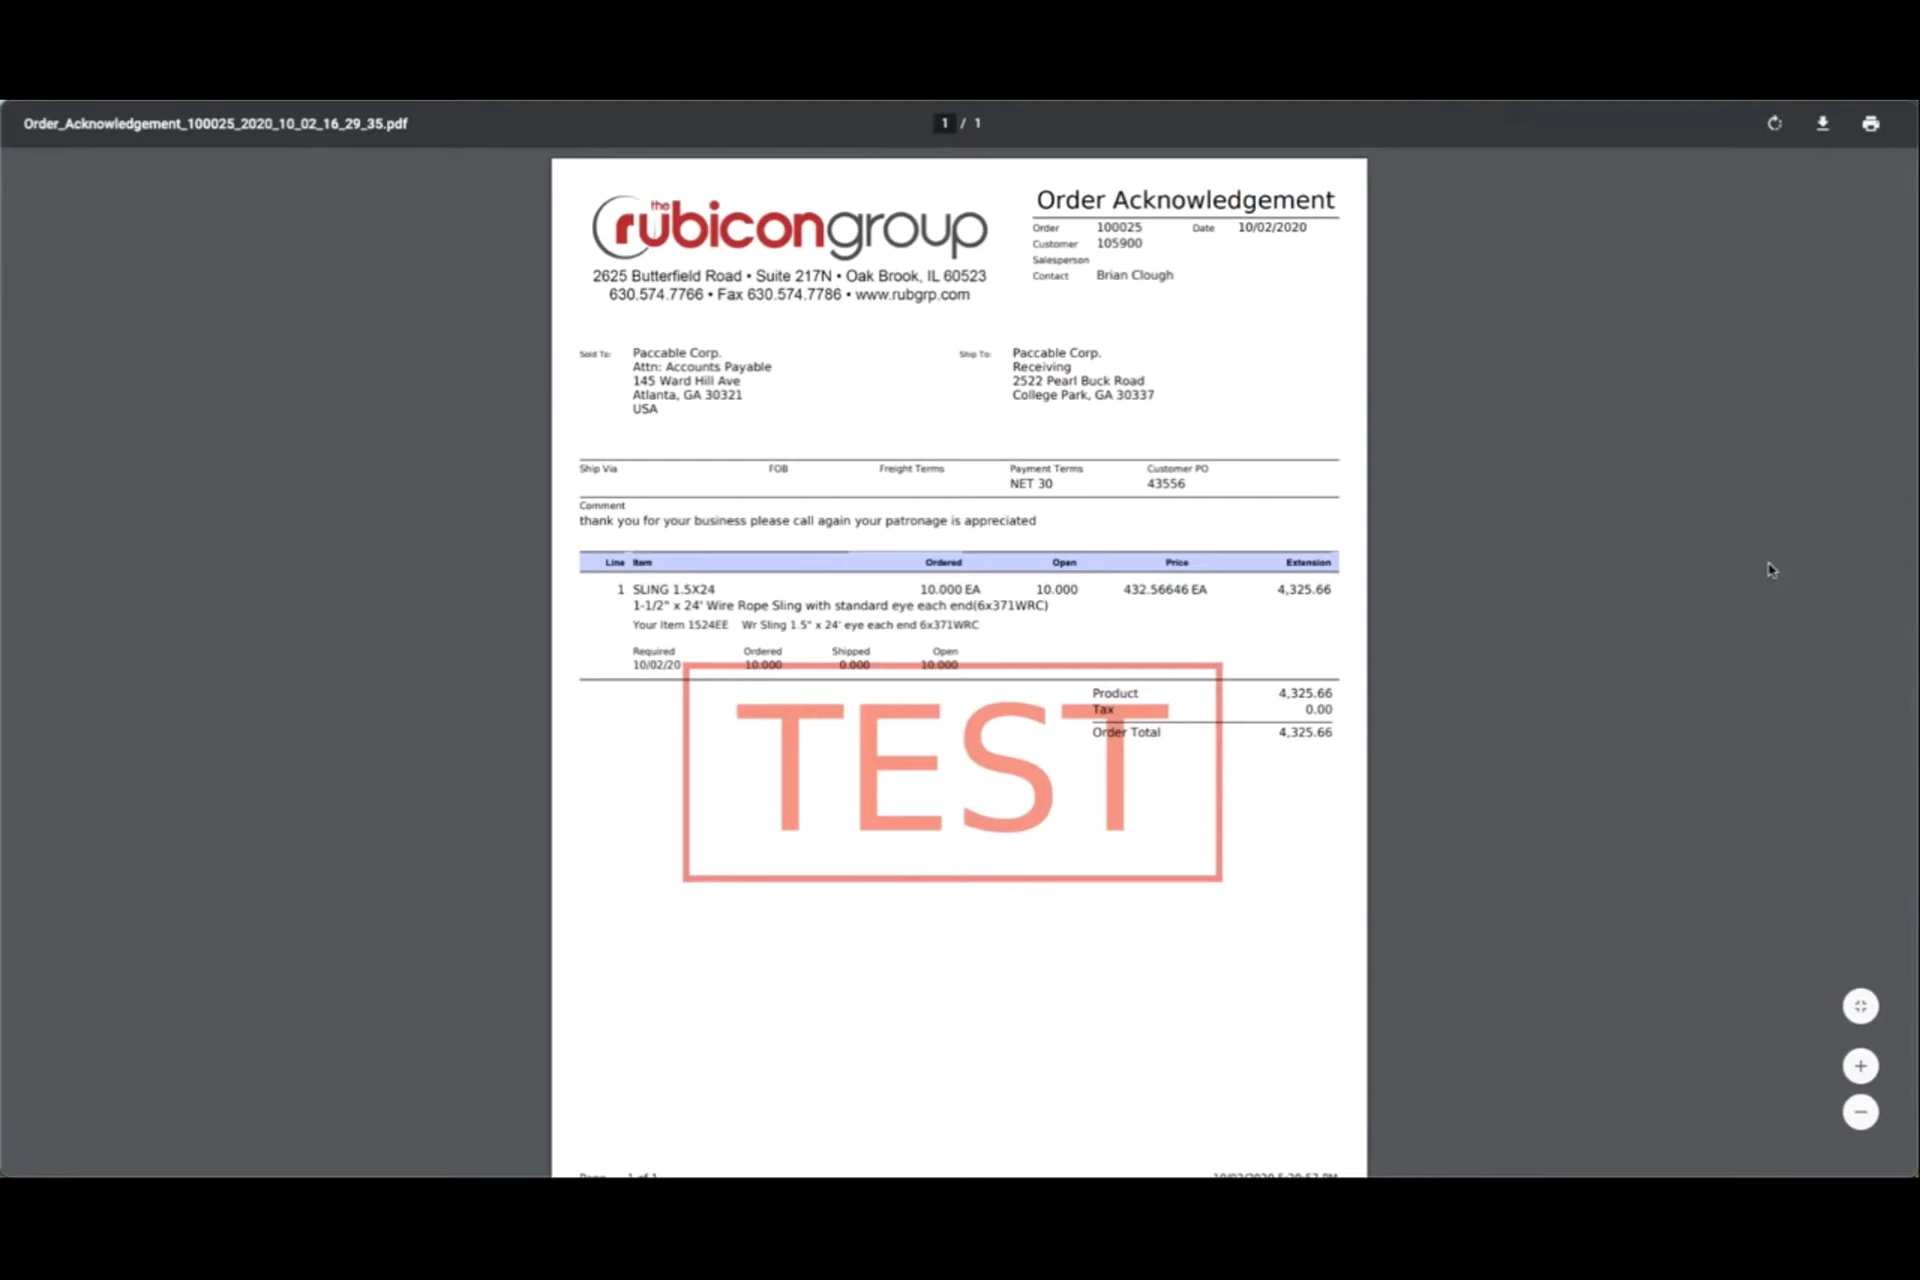 Order_Acknowledgement_100025_2020_10_02_16_29_35.pdf
1 / 1
the rubicongroup
2625 Butterfield Road • Suite 217N • Oak Brook, IL 60523
630.574.7766 • Fax 630.574.7786 • www.rubgrp.com
Order Acknowledgement
Order 100025 Date 10/02/2020
Customer 105900
Salesperson
Contact Brian Clough
Sold To: Paccable Corp.
Attn: Accounts Payable
145 Ward Hill Ave
Atlanta, GA 30321
USA
Ship To: Paccable Corp.
Receiving
2522 Pearl Buck Road
College Park, GA 30337
Ship Via FOB Freight Terms Payment Terms Customer PO
NET 30 43556
Comment
thank you for your business please call again your patronage is appreciated
Line Item Ordered Open Price Extension
1 SLING 1.5X24 10.000 EA 10.000 432.56646 EA 4,325.66
1-1/2" x 24' Wire Rope Sling with standard eye each end(6x371WRC)
Your Item 1524EE Wr Sling 1.5" x 24' eye each end 6x371WRC
Required Ordered Shipped Open
10/02/20 10.000 0.000 10.000
Product 4,325.66
Tax 0.00
Order Total 4,325.66
TEST